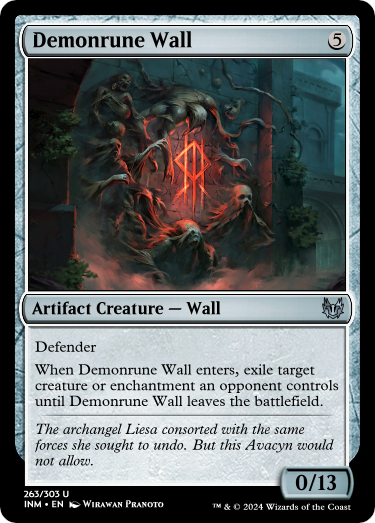 Demonrune Wall 5
Artifact Creature — Wall
Defender
When Demonrune Wall enters, exile target
creature or enchantment an opponent controls
until Demonrune Wall leaves the battlefield.
The archangel Liesa consorted with the same
forces she sought to undo. But this Avacyn would
not allow.
0/13
263/303 U
INM • EN Wirawan Pranoto
™ & © 2024 Wizards of the Coast